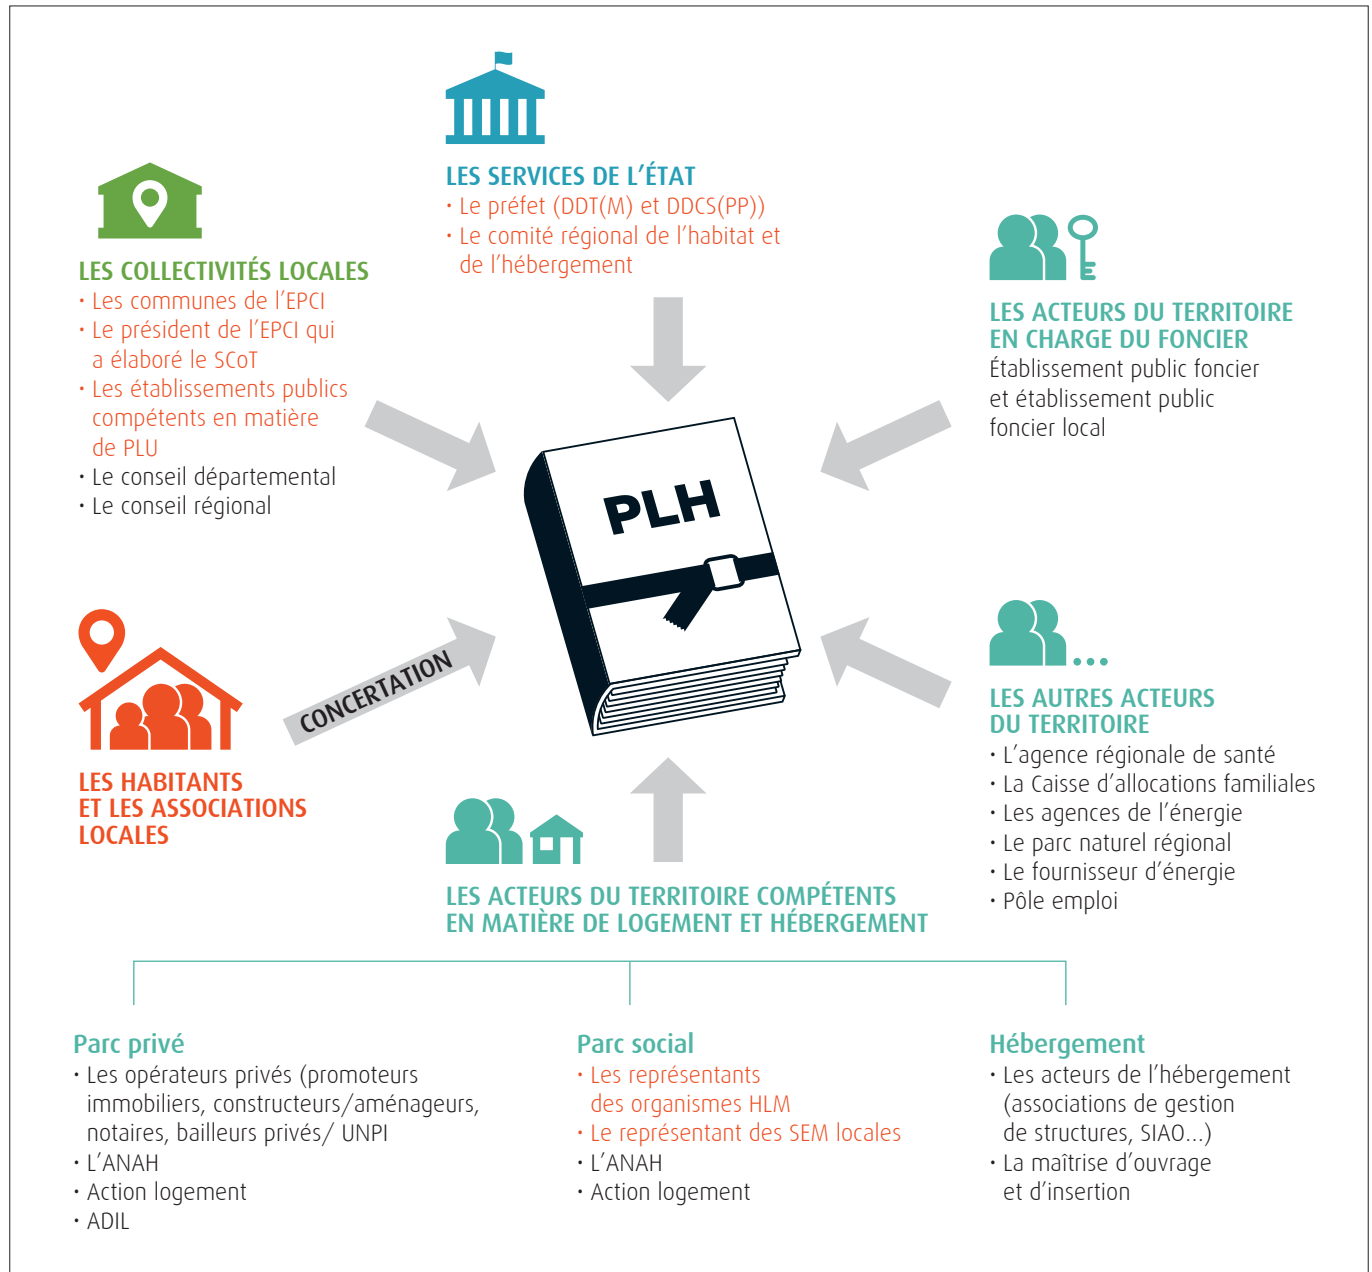 LES SERVICES DE L'ÉTAT
• Le préfet (DDT(M) et DDCS(PP))
• Le comité régional de l'habitat et
de l'hébergement
LES COLLECTIVITÉS LOCALES
• Les communes de l'EPCI
• Le président de l'EPCI qui
a élaboré le SCoT
• Les établissements publics
compétents en matière
de PLU
• Le conseil départemental
• Le conseil régional
LES ACTEURS DU TERRITOIRE
EN CHARGE DU FONCIER
Établissement public foncier
et établissement public
foncier local
PLH
CONCERTATION
LES HABITANTS
ET LES ASSOCIATIONS
LOCALES
LES AUTRES ACTEURS
DU TERRITOIRE
• L'agence régionale de santé
• La Caisse d'allocations familiales
• Les agences de l'énergie
• Le parc naturel régional
• Le fournisseur d'énergie
• Pôle emploi
LES ACTEURS DU TERRITOIRE COMPÉTENTS
EN MATIÈRE DE LOGEMENT ET HÉBERGEMENT
Parc privé
• Les opérateurs privés (promoteurs
immobiliers, constructeurs/aménageurs,
notaires, bailleurs privés/ UNPI
• L'ANAH
• Action logement
• ADIL
Parc social
• Les représentants
des organismes HLM
• Le représentant des SEM locales
• L'ANAH
• Action logement
Hébergement
• Les acteurs de l'hébergement
(associations de gestion
de structures, SIAO...)
• La maîtrise d'ouvrage
et d'insertion